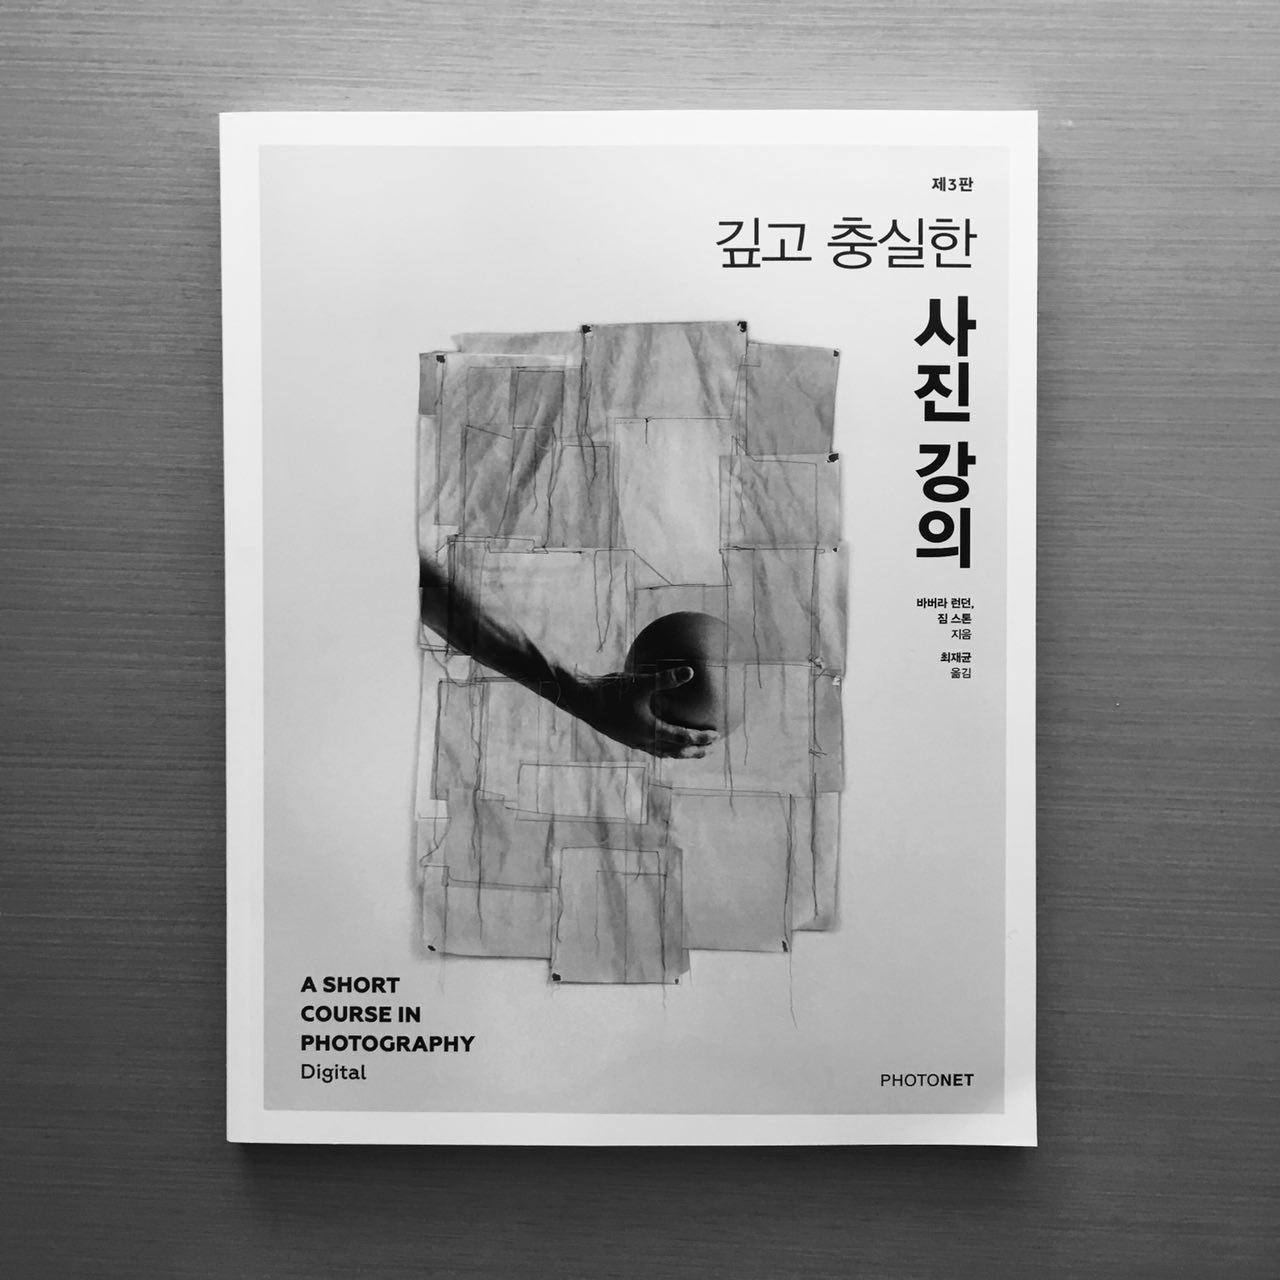 제3판
깊고 충실한
사진 강의
바버라 런던,
짐 스톤
지음
최재균
옮김
A SHORT
COURSE IN
PHOTOGRAPHY
Digital
PHOTONET